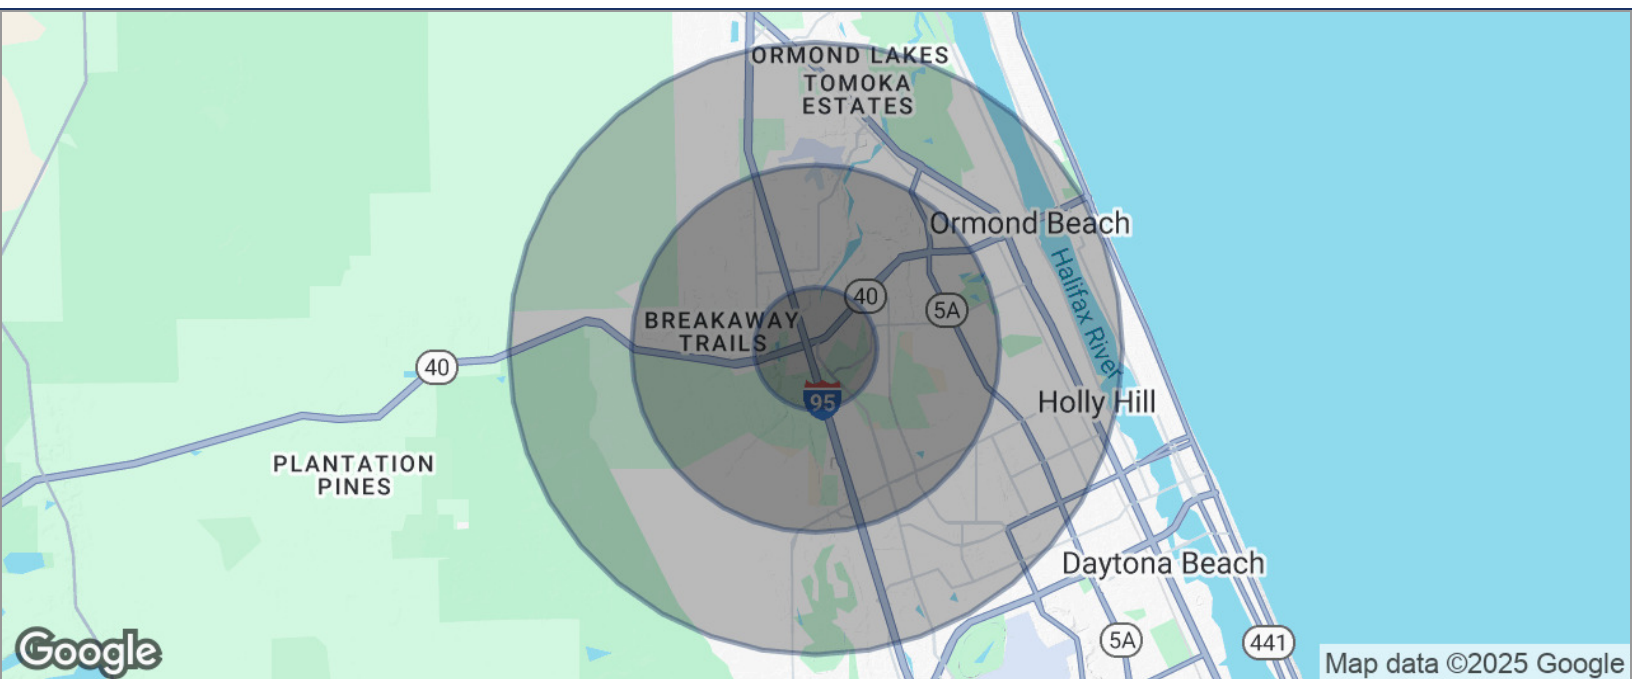 ORMOND LAKES
TOMOKA
ESTATES
Ormond Beach
Halifax River
40
5A
BREAKAWAY
TRAILS
40
95
Holly Hill
PLANTATION
PINES
Daytona Beach
5A
441
Google
Map data ©2025 Google